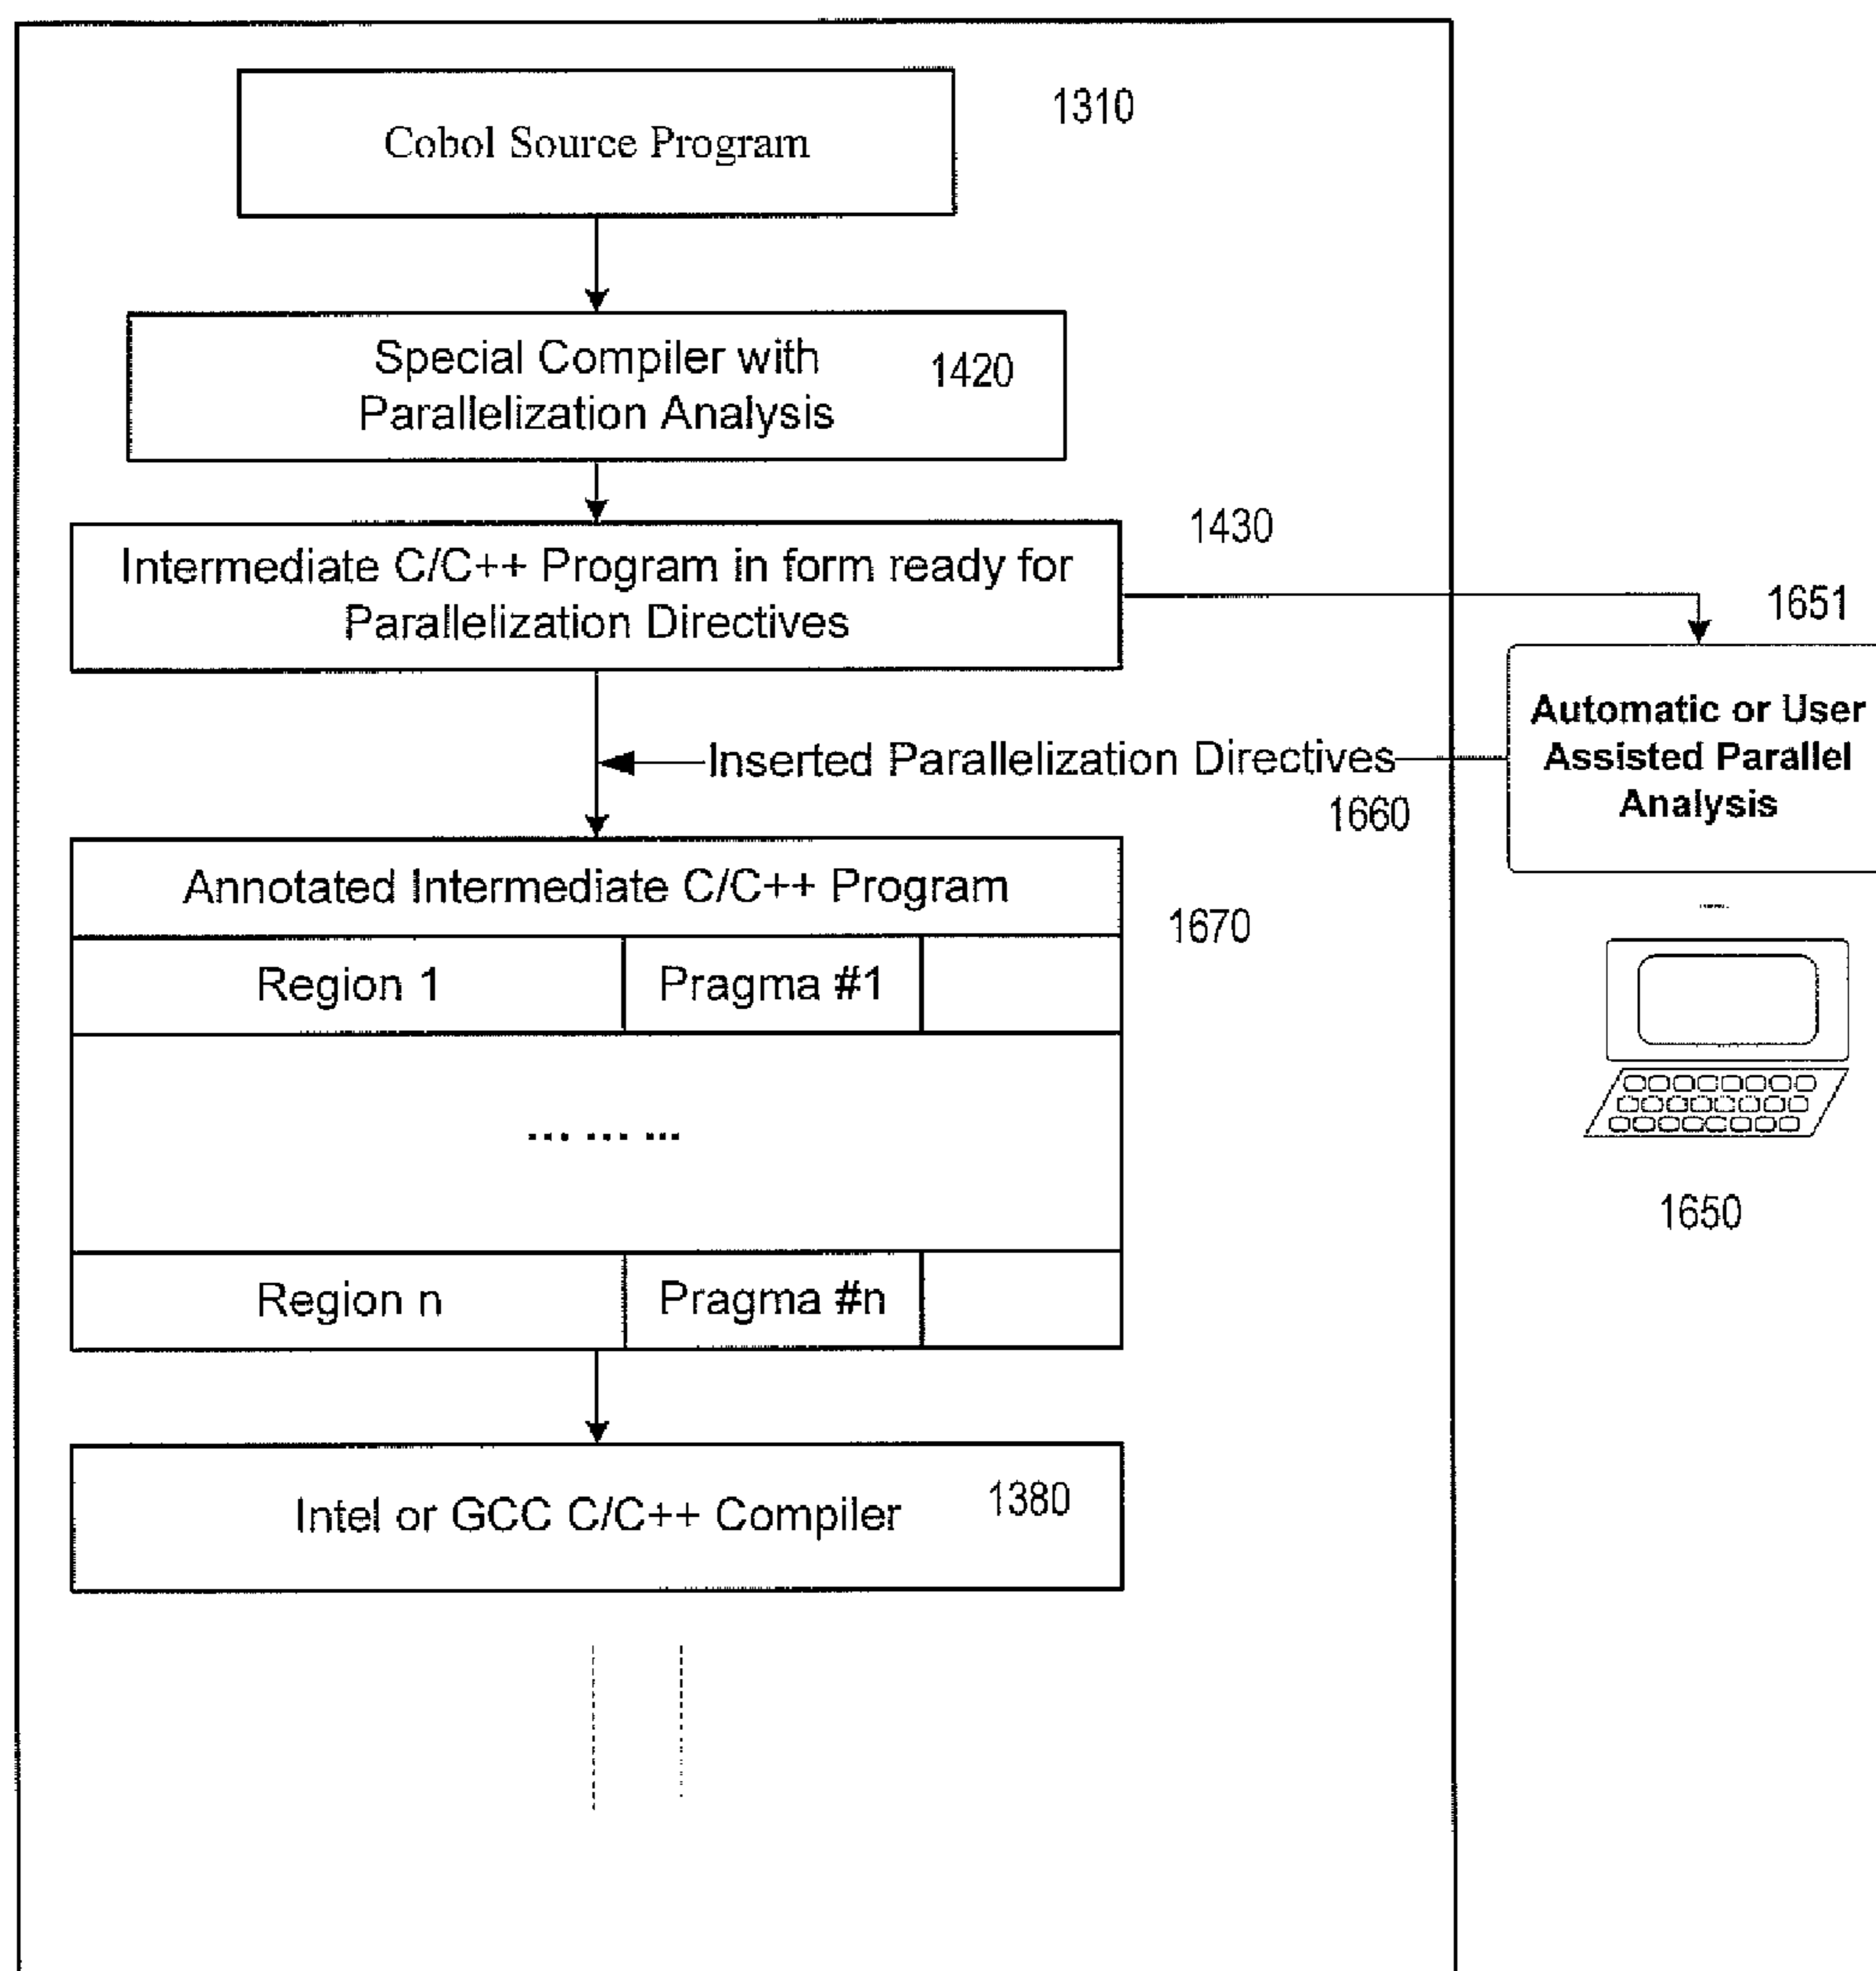 Cobol Source Program
1310
Special Compiler with
Parallelization Analysis
1420
Intermediate C/C++ Program in form ready for
Parallelization Directives
1430
1651
Automatic or User
Assisted Parallel
Analysis
Inserted Parallelization Directives
1660
Annotated Intermediate C/C++ Program
1670
Region 1
Pragma #1
... ... ...
Region n
Pragma #n
1650
Intel or GCC C/C++ Compiler
1380